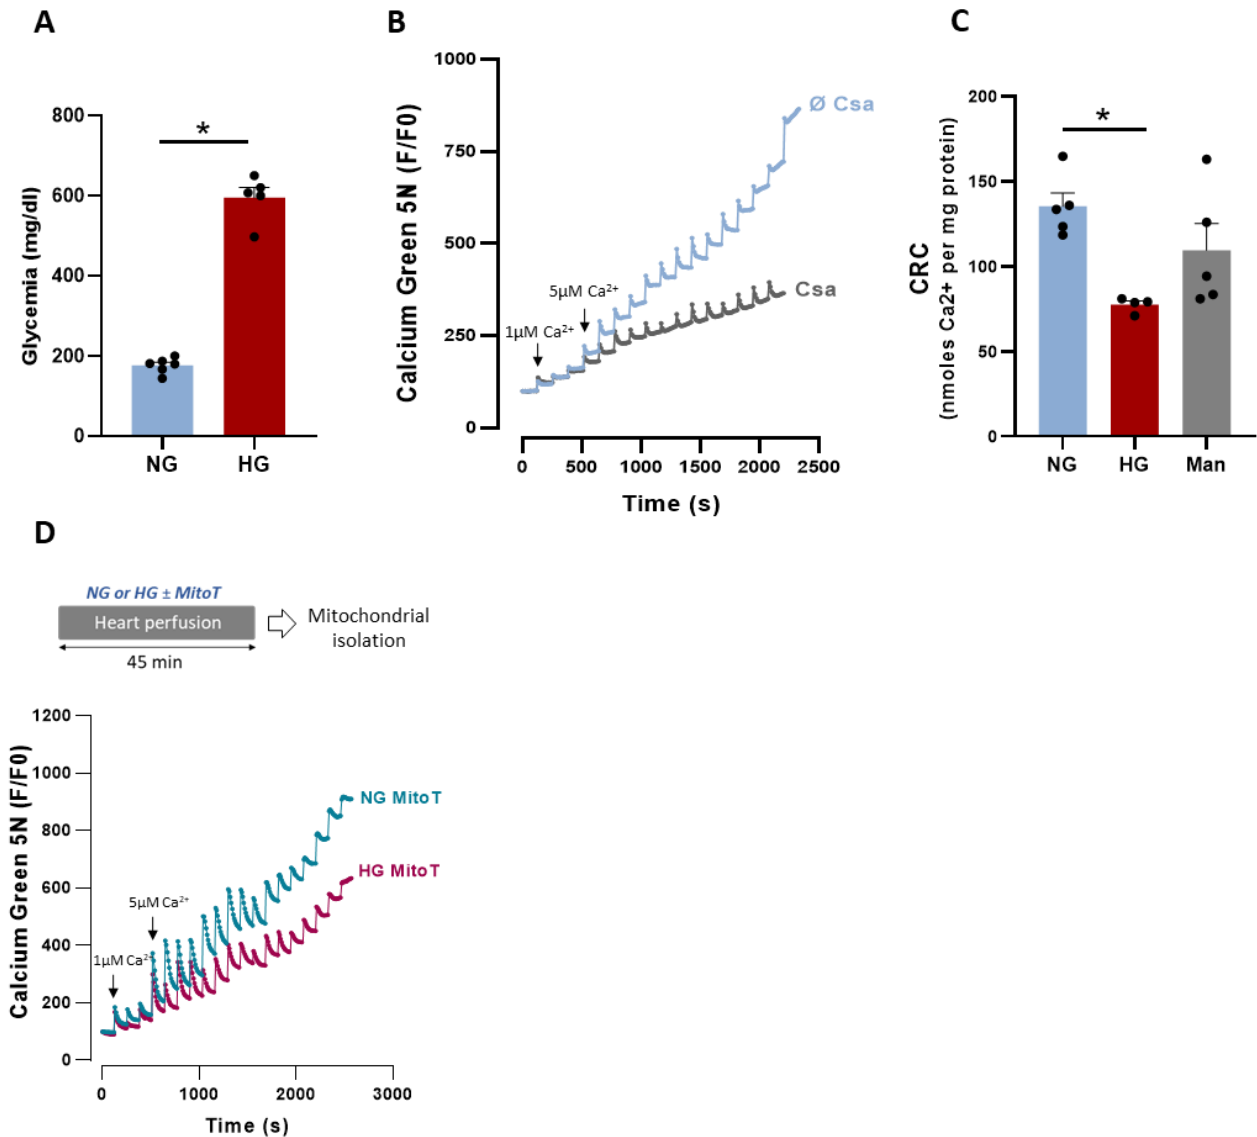 A
800
600
400
200
0
Glycemia (mg/dl)
*
NG
HG
B
1000
750
500
250
0
Calcium Green 5N (F/F0)
Ø Csa
Csa
5µM Ca²⁺
1µM Ca²⁺
0
500
1000
1500
2000
2500
Time (s)
C
200
150
100
50
0
CRC
(nmoles Ca2+ per mg protein)
*
NG
HG
Man
D
NG or HG ± MitoT
Heart perfusion
45 min
Mitochondrial
isolation
1200
1000
800
600
400
200
0
Calcium Green 5N (F/F0)
NG MitoT
HG MitoT
5µM Ca²⁺
1µM Ca²⁺
0
1000
2000
3000
Time (s)